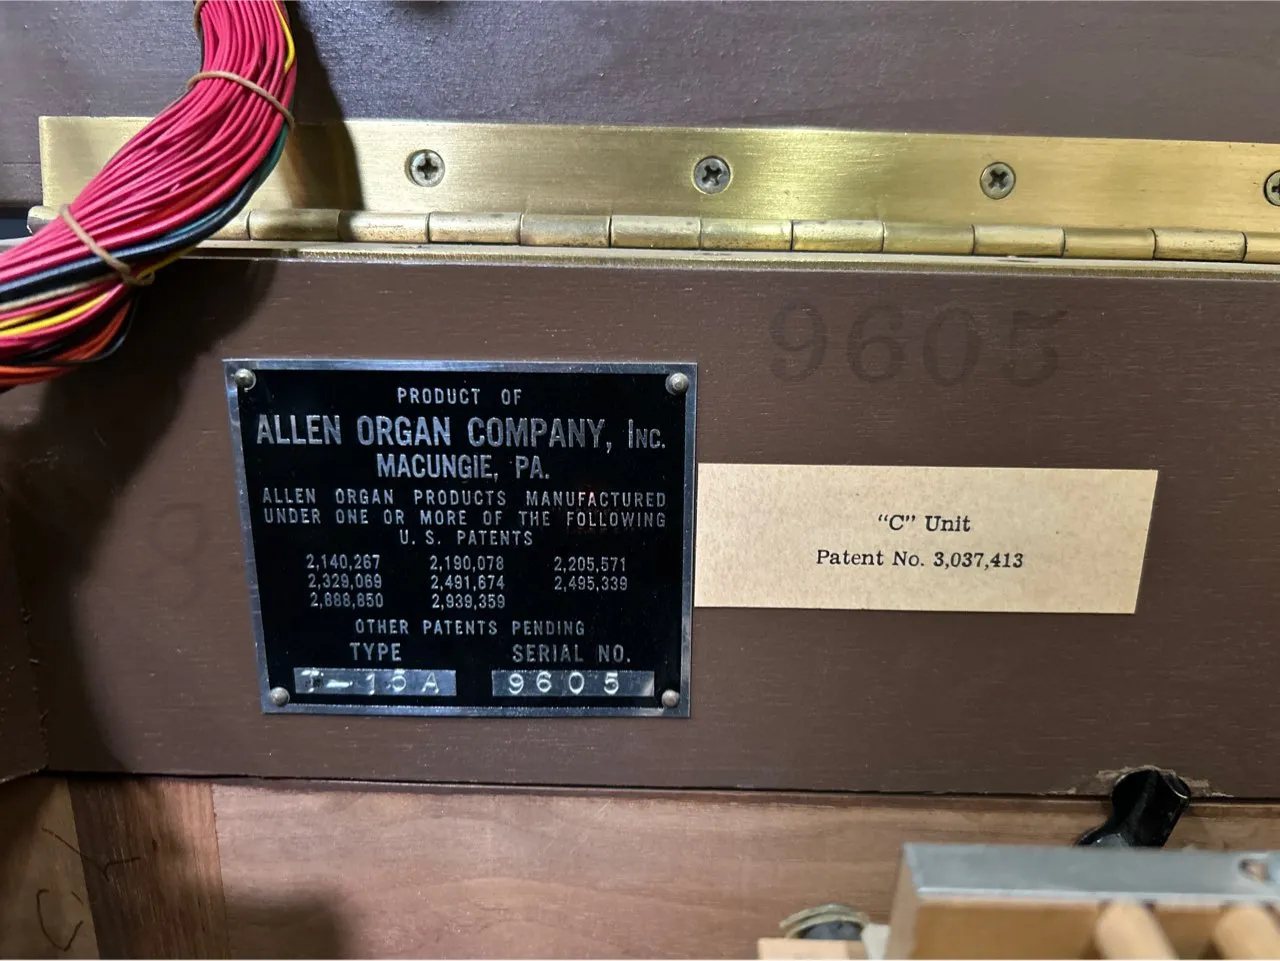 9605
PRODUCT OF
ALLEN ORGAN COMPANY, INC.
MACUNGIE, PA.
ALLEN ORGAN PRODUCTS MANUFACTURED
UNDER ONE OR MORE OF THE FOLLOWING
U. S. PATENTS
2,140,267 2,190,078 2,205,571
2,329,069 2,491,674 2,495,339
2,888,850 2,939,359
OTHER PATENTS PENDING
TYPE SERIAL NO.
T-15A 9605
"C" Unit
Patent No. 3,037,413